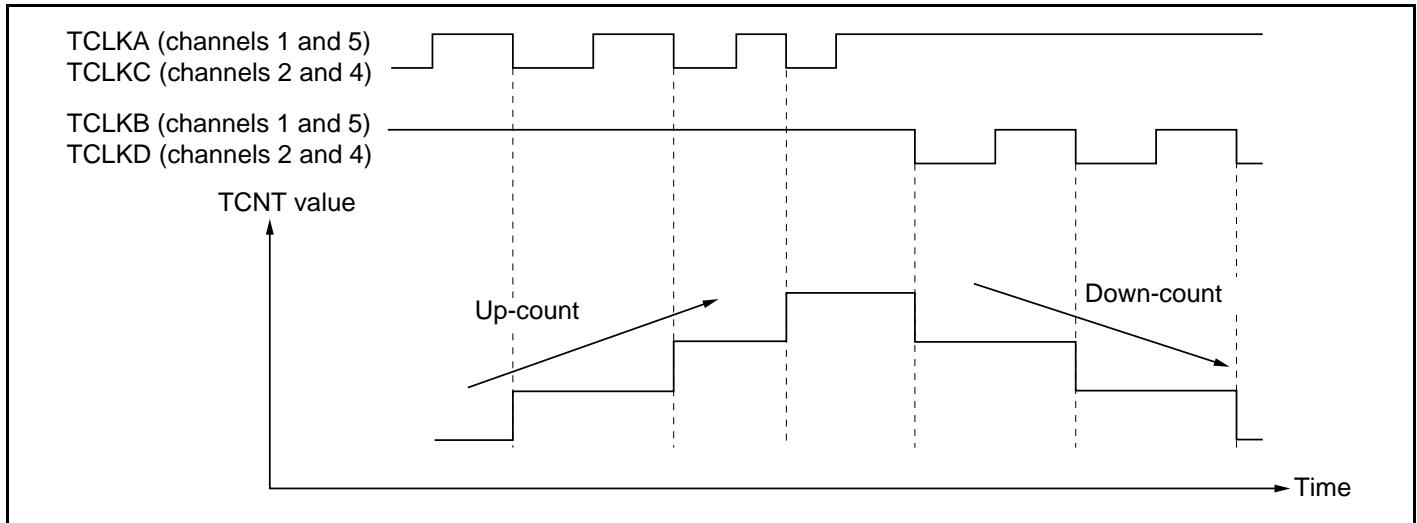 TCLKA (channels 1 and 5)
TCLKC (channels 2 and 4)
TCLKB (channels 1 and 5)
TCLKD (channels 2 and 4)
TCNT value
Up-count
Down-count
Time